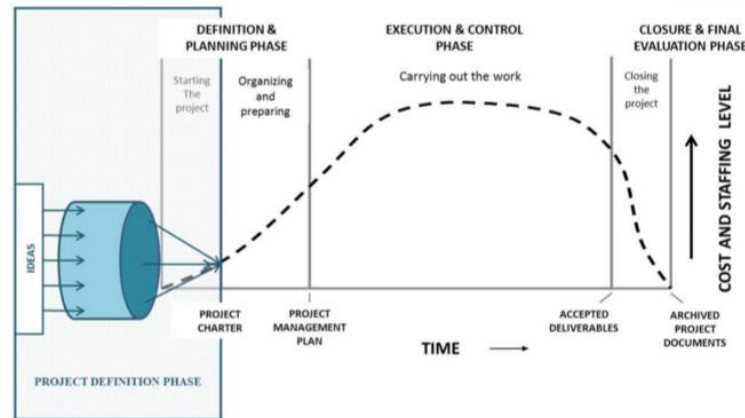 DEFINITION &
PLANNING PHASE
EXECUTION & CONTROL
PHASE
CLOSURE & FINAL
EVALUATION PHASE
Starting
The
project
Organizing
and
preparing
Carrying out the work
Closing
the
project
COST AND STAFFING LEVEL
IDEAS
PROJECT
CHARTER
PROJECT
MANAGEMENT
PLAN
ACCEPTED
DELIVERABLES
ARCHIVED
PROJECT
DOCUMENTS
TIME
PROJECT DEFINITION PHASE